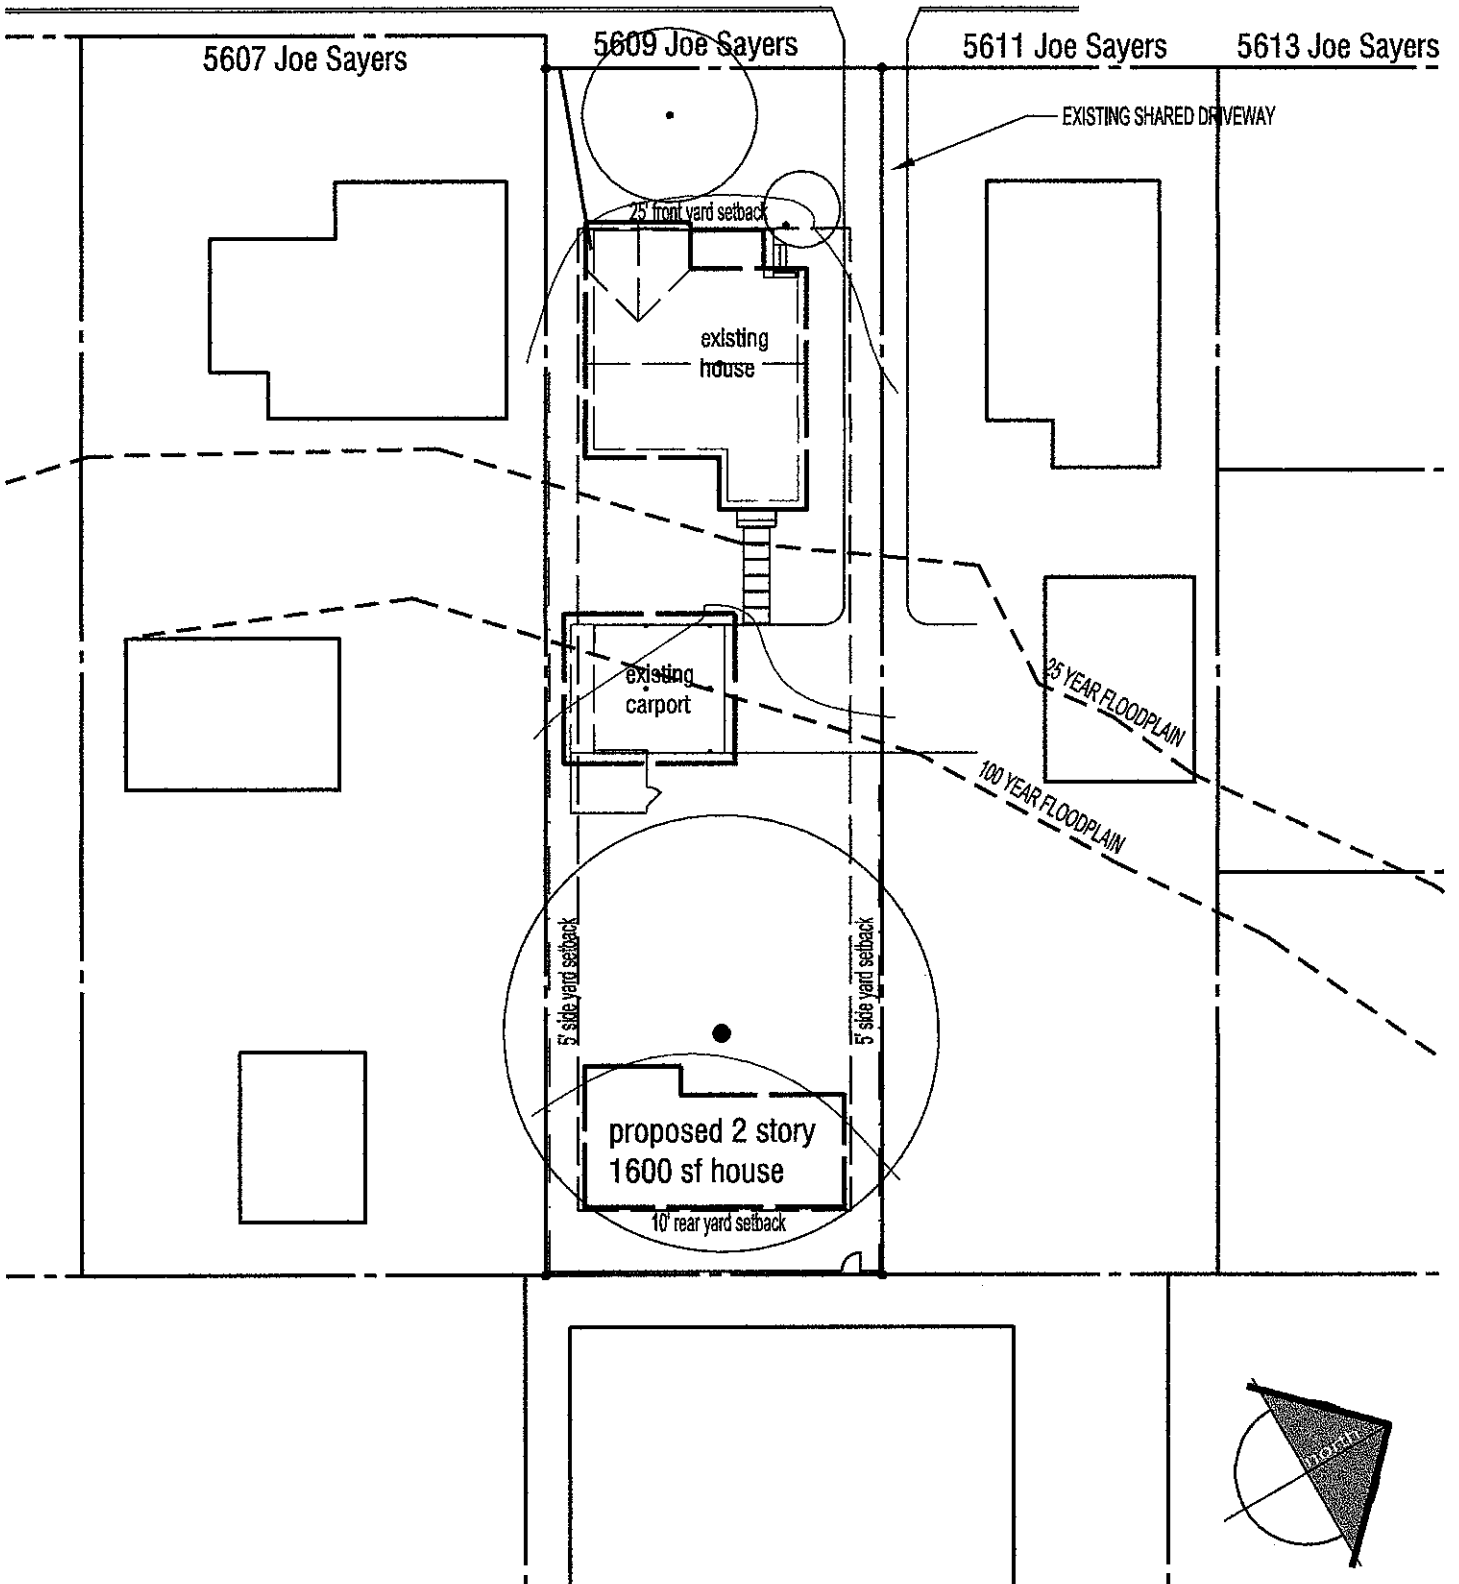 5607 Joe Sayers
5609 Joe Sayers
5611 Joe Sayers
5613 Joe Sayers
EXISTING SHARED DRIVEWAY
25' front yard setback
existing
house
existing
carport
25 YEAR FLOODPLAIN
100 YEAR FLOODPLAIN
5' side yard setback
5' side yard setback
proposed 2 story
1600 sf house
10' rear yard setback